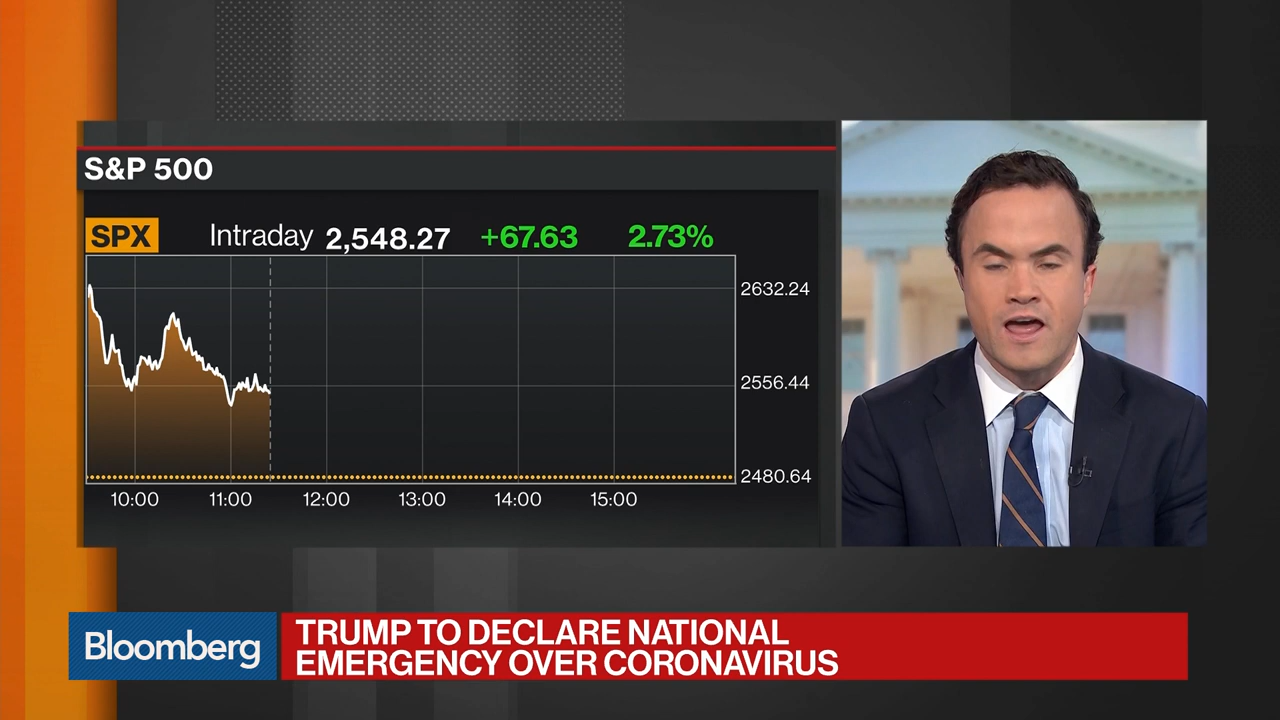 S&P 500
SPX Intraday 2,548.27 +67.63 2.73%
2632.24
2556.44
2480.64
10:00 11:00 12:00 13:00 14:00 15:00
Bloomberg
TRUMP TO DECLARE NATIONAL
EMERGENCY OVER CORONAVIRUS